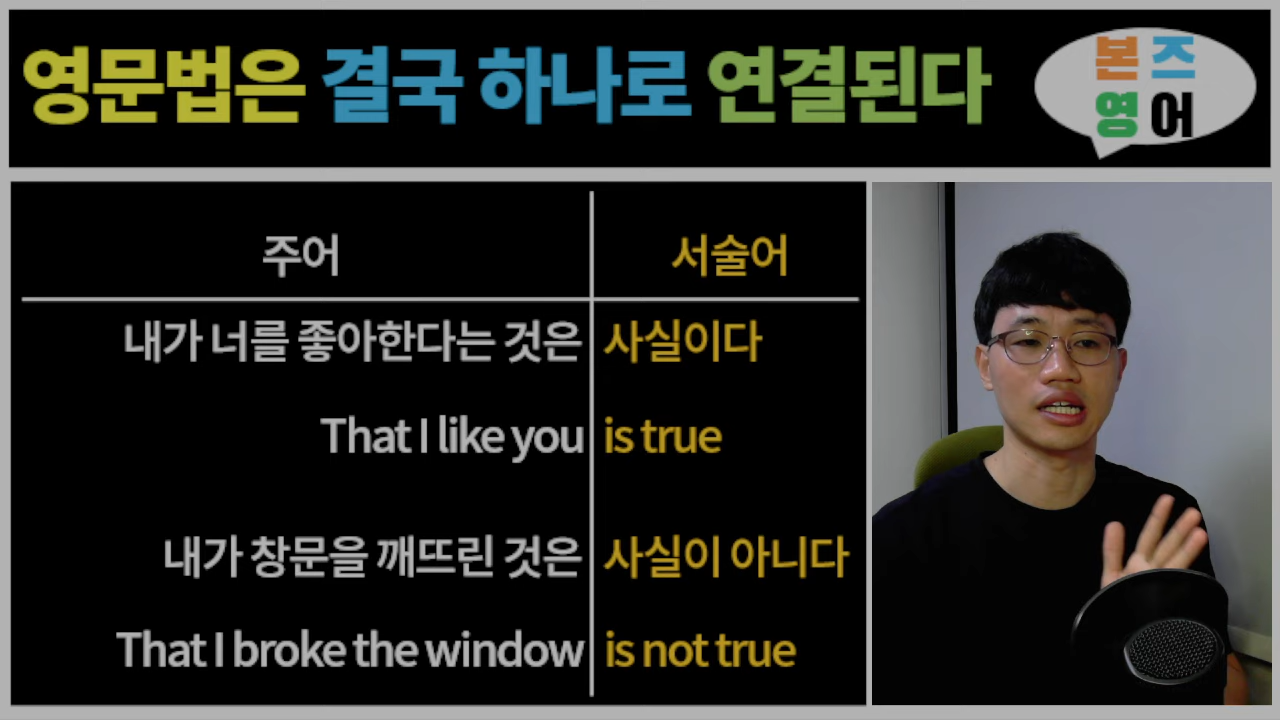 영문법은 결국 하나로 연결된다
본즈
영어
주어 서술어
내가 너를 좋아한다는 것은 사실이다
That I like you is true
내가 창문을 깨뜨린 것은 사실이 아니다
That I broke the window is not true